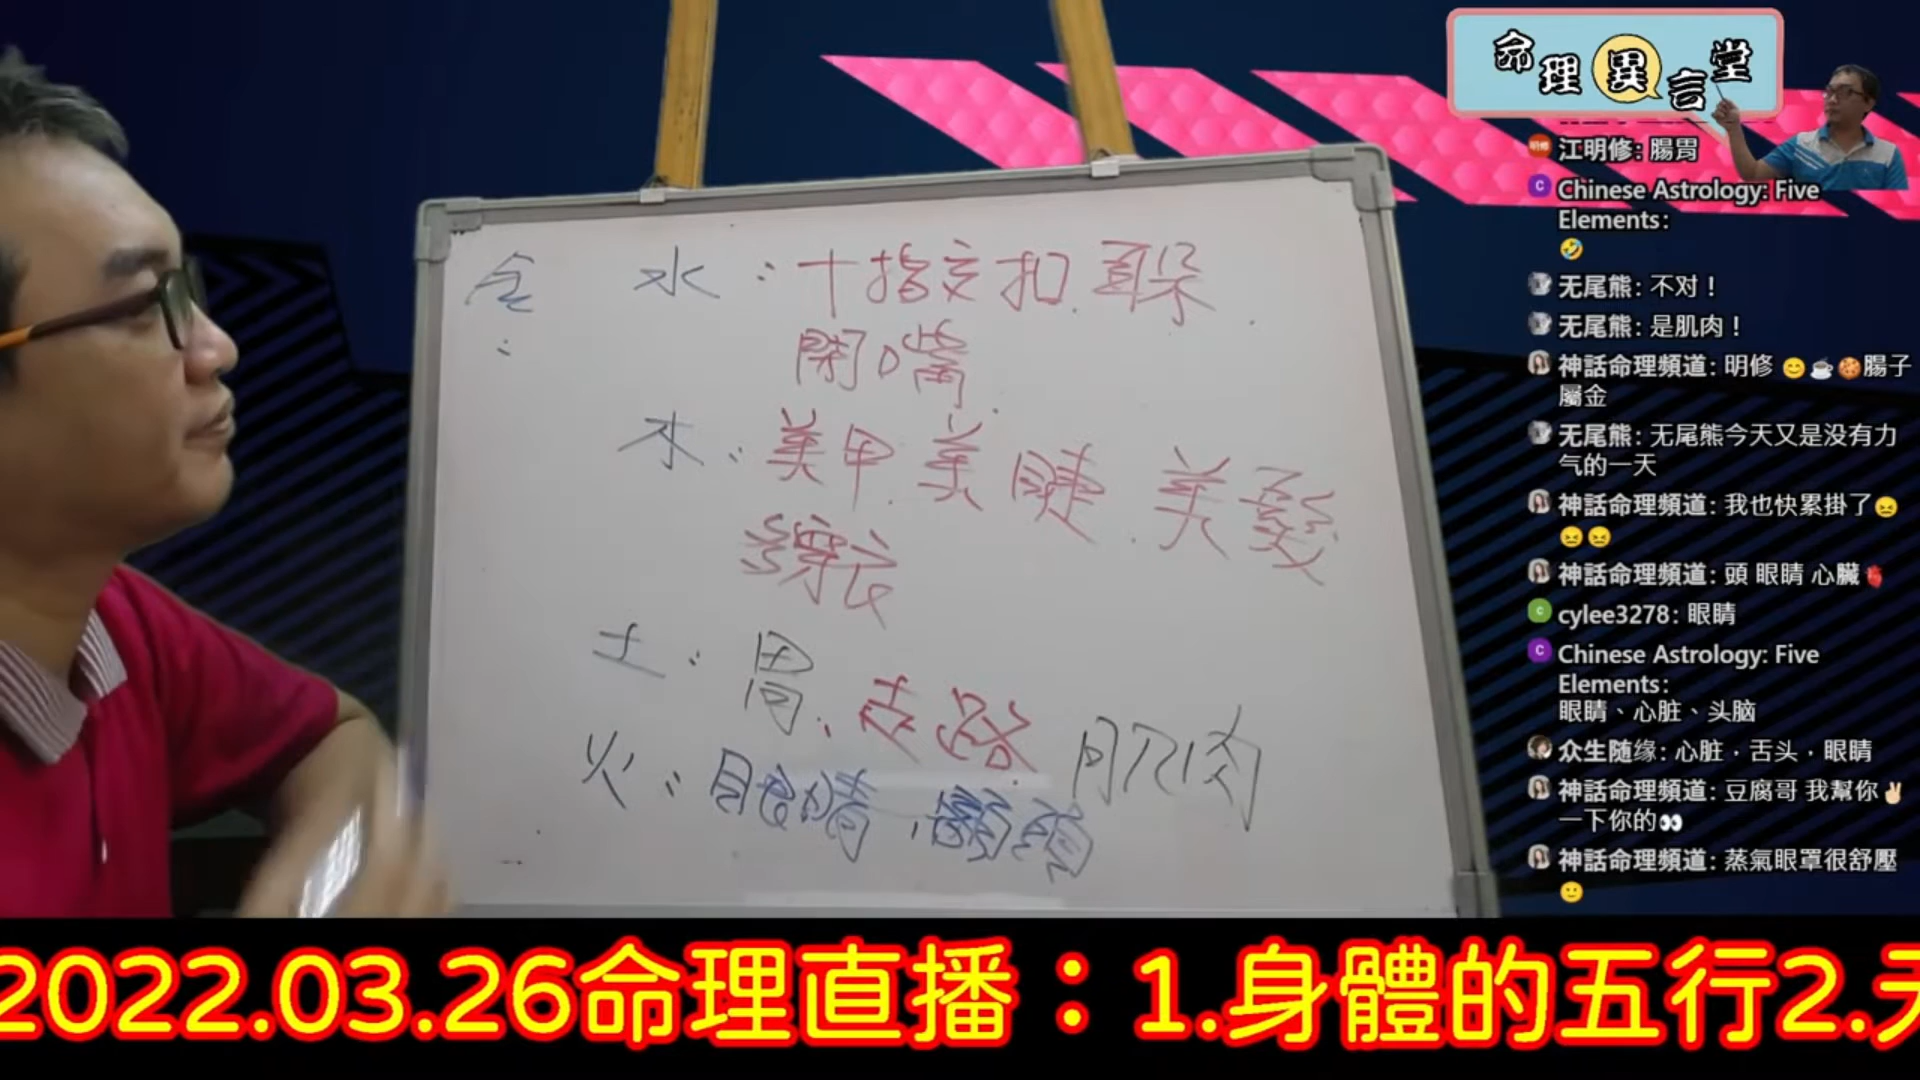 命理異言堂
江明修: 腸胃
Chinese Astrology: Five
Elements:
🤣
无尾熊: 不对！
无尾熊: 是肌肉！
神話命理頻道: 明修 😊☕🍪腸子
屬金
无尾熊: 无尾熊今天又是没有力
气的一天
神話命理頻道: 我也快累掛了😖
😖😖
神話命理頻道: 頭 眼睛 心臟🫀
cylee3278: 眼睛
Chinese Astrology: Five
Elements:
眼睛、心脏、头脑
众生随缘: 心脏，舌头，眼睛
神話命理頻道: 豆腐哥 我幫你✌🏻
一下你的👀
神話命理頻道: 蒸氣眼罩很舒壓
🙂
水：十指交扣.耳朵.
閉嘴.
木：美甲.美睫.美髮
穿衣
土：胃、走路.肌肉
火：眼睛，額頭
2022.03.26命理直播：1.身體的五行2.天